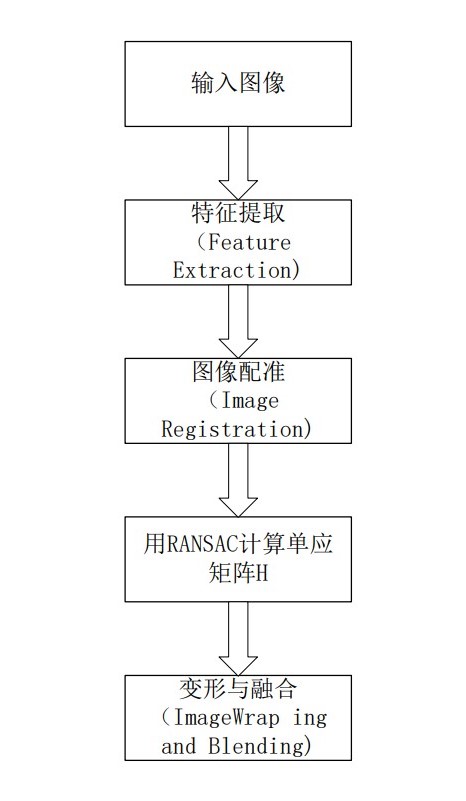 输入图像
特征提取
（Feature
Extraction)
图像配准
（Image
Registration)
用RANSAC计算单应
矩阵H
变形与融合
（ImageWrap ing
and Blending)